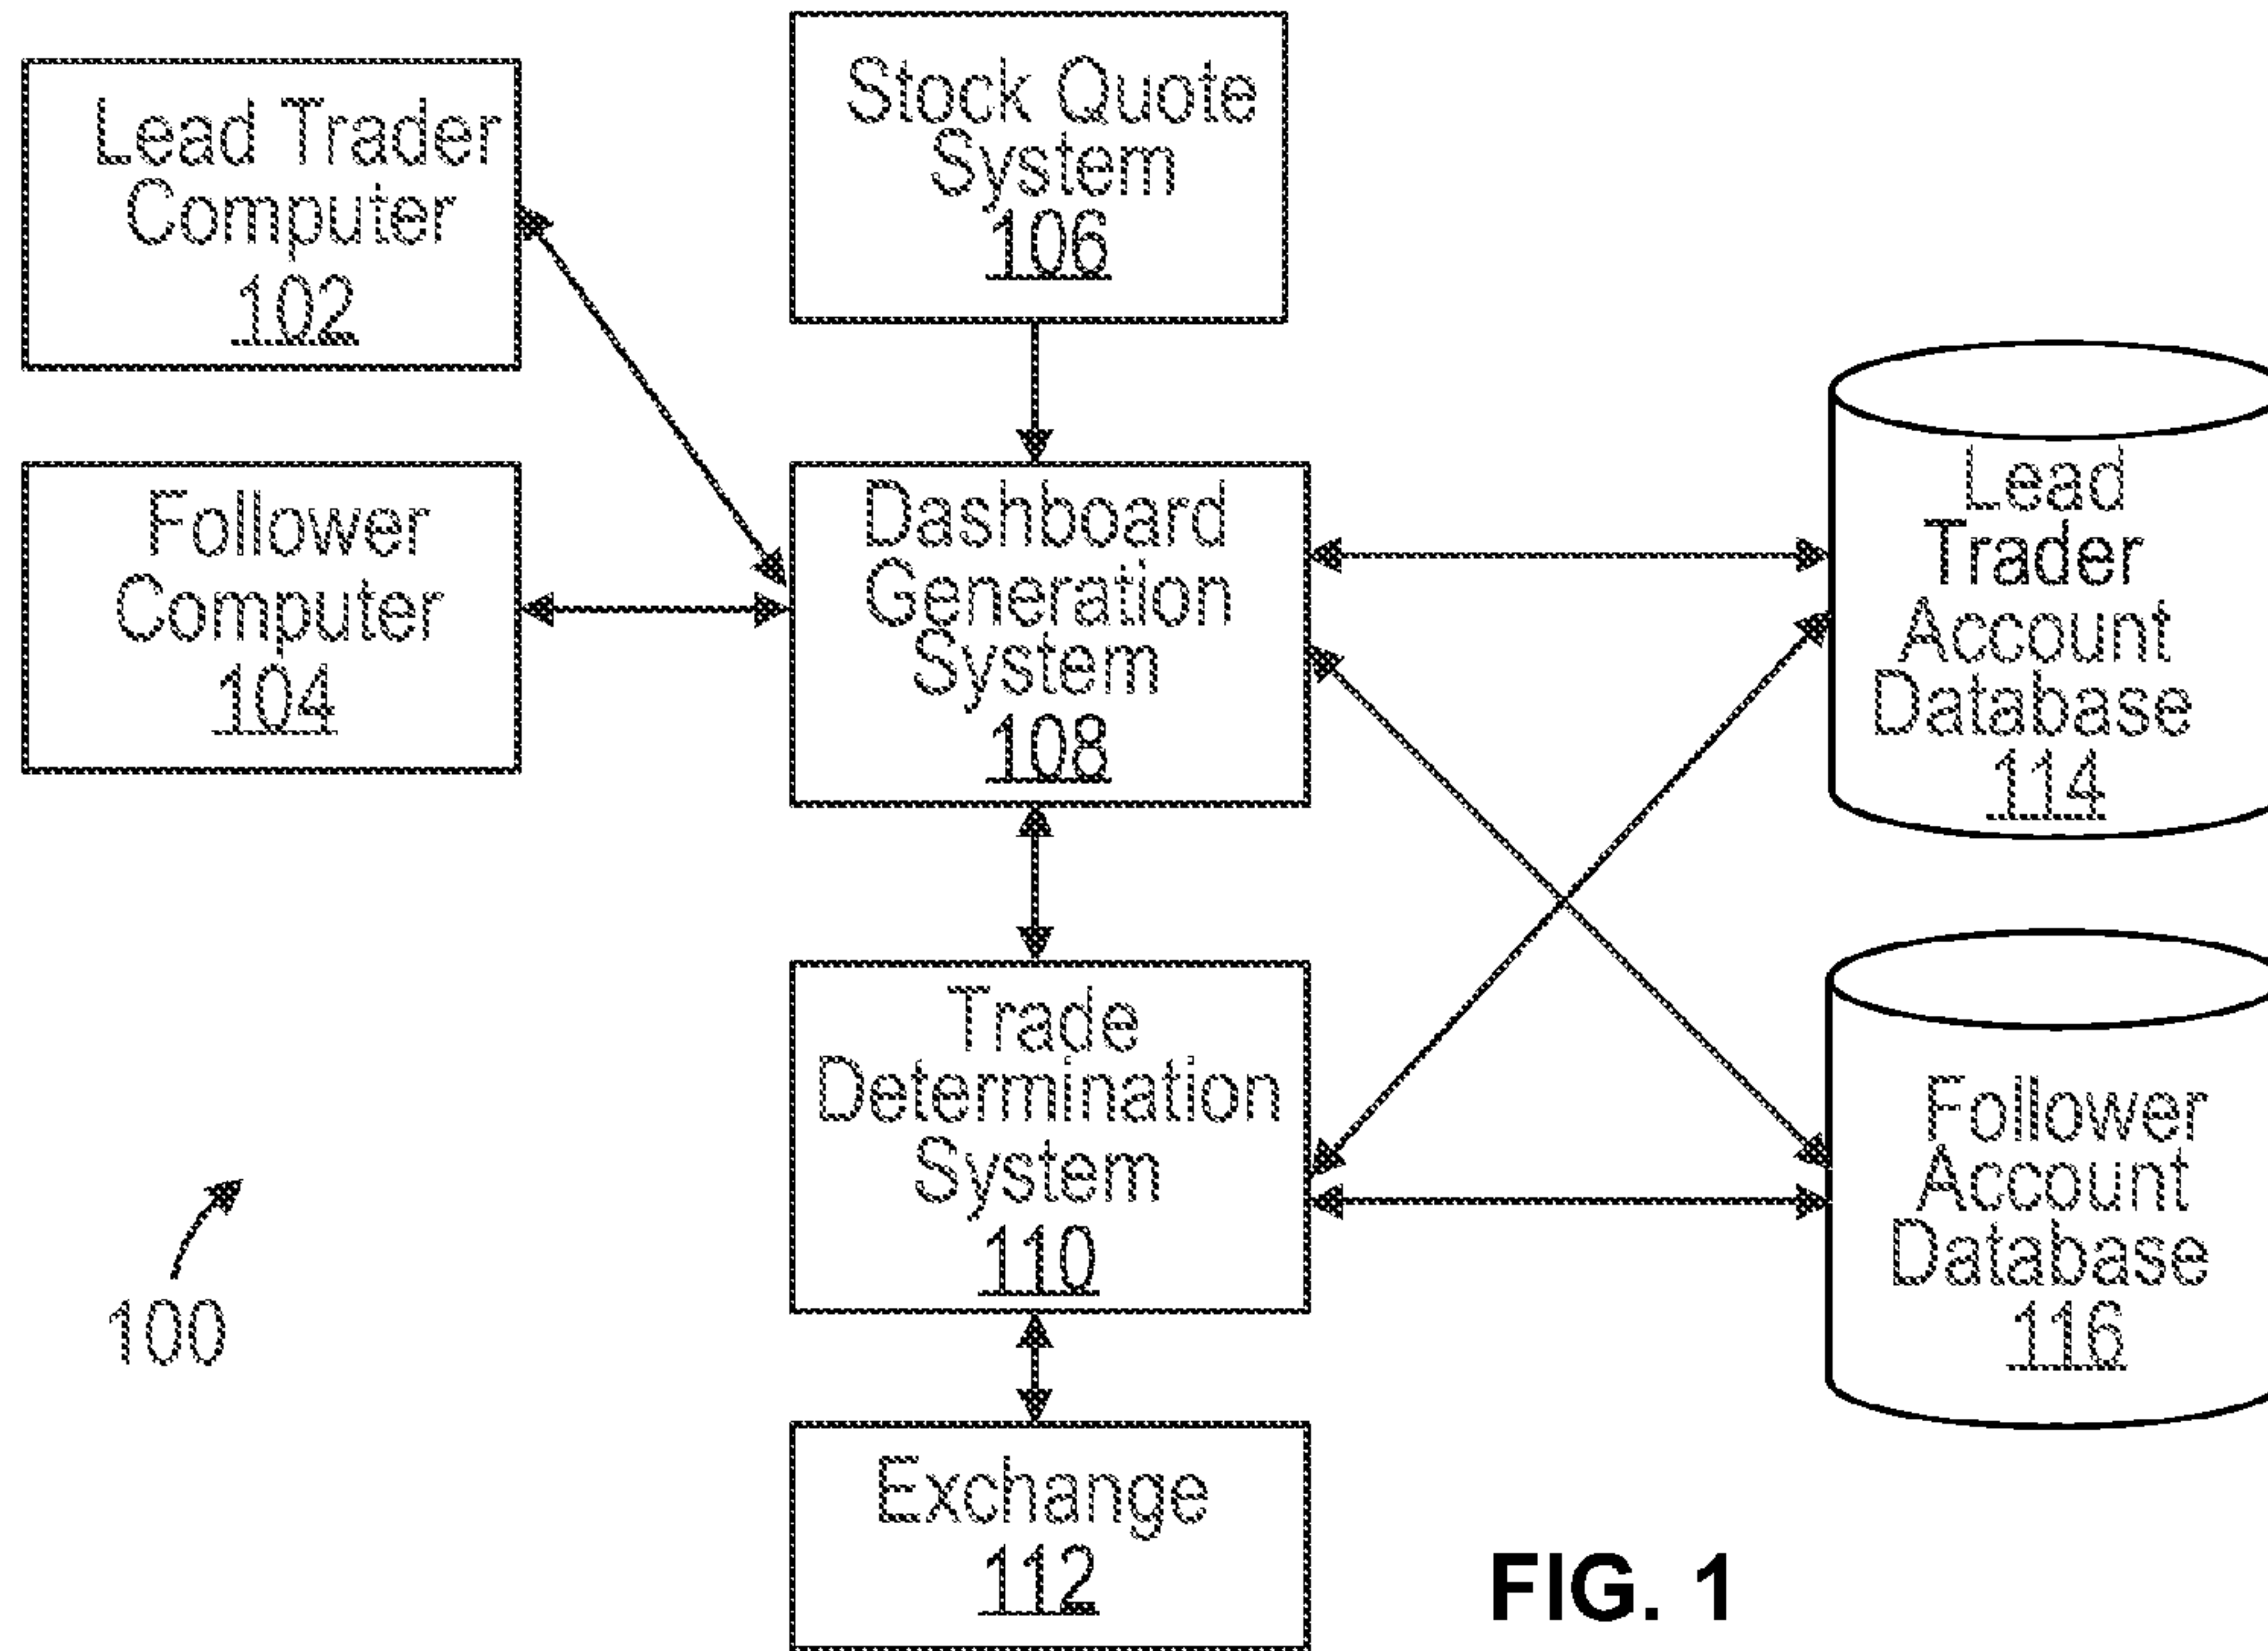 Lead Trader
Computer
102
Stock Quote
System
106
Follower
Computer
104
Dashboard
Generation
System
108
Lead
Trader
Account
Database
114
Trade
Determination
System
110
Follower
Account
Database
116
100
Exchange
112
FIG. 1